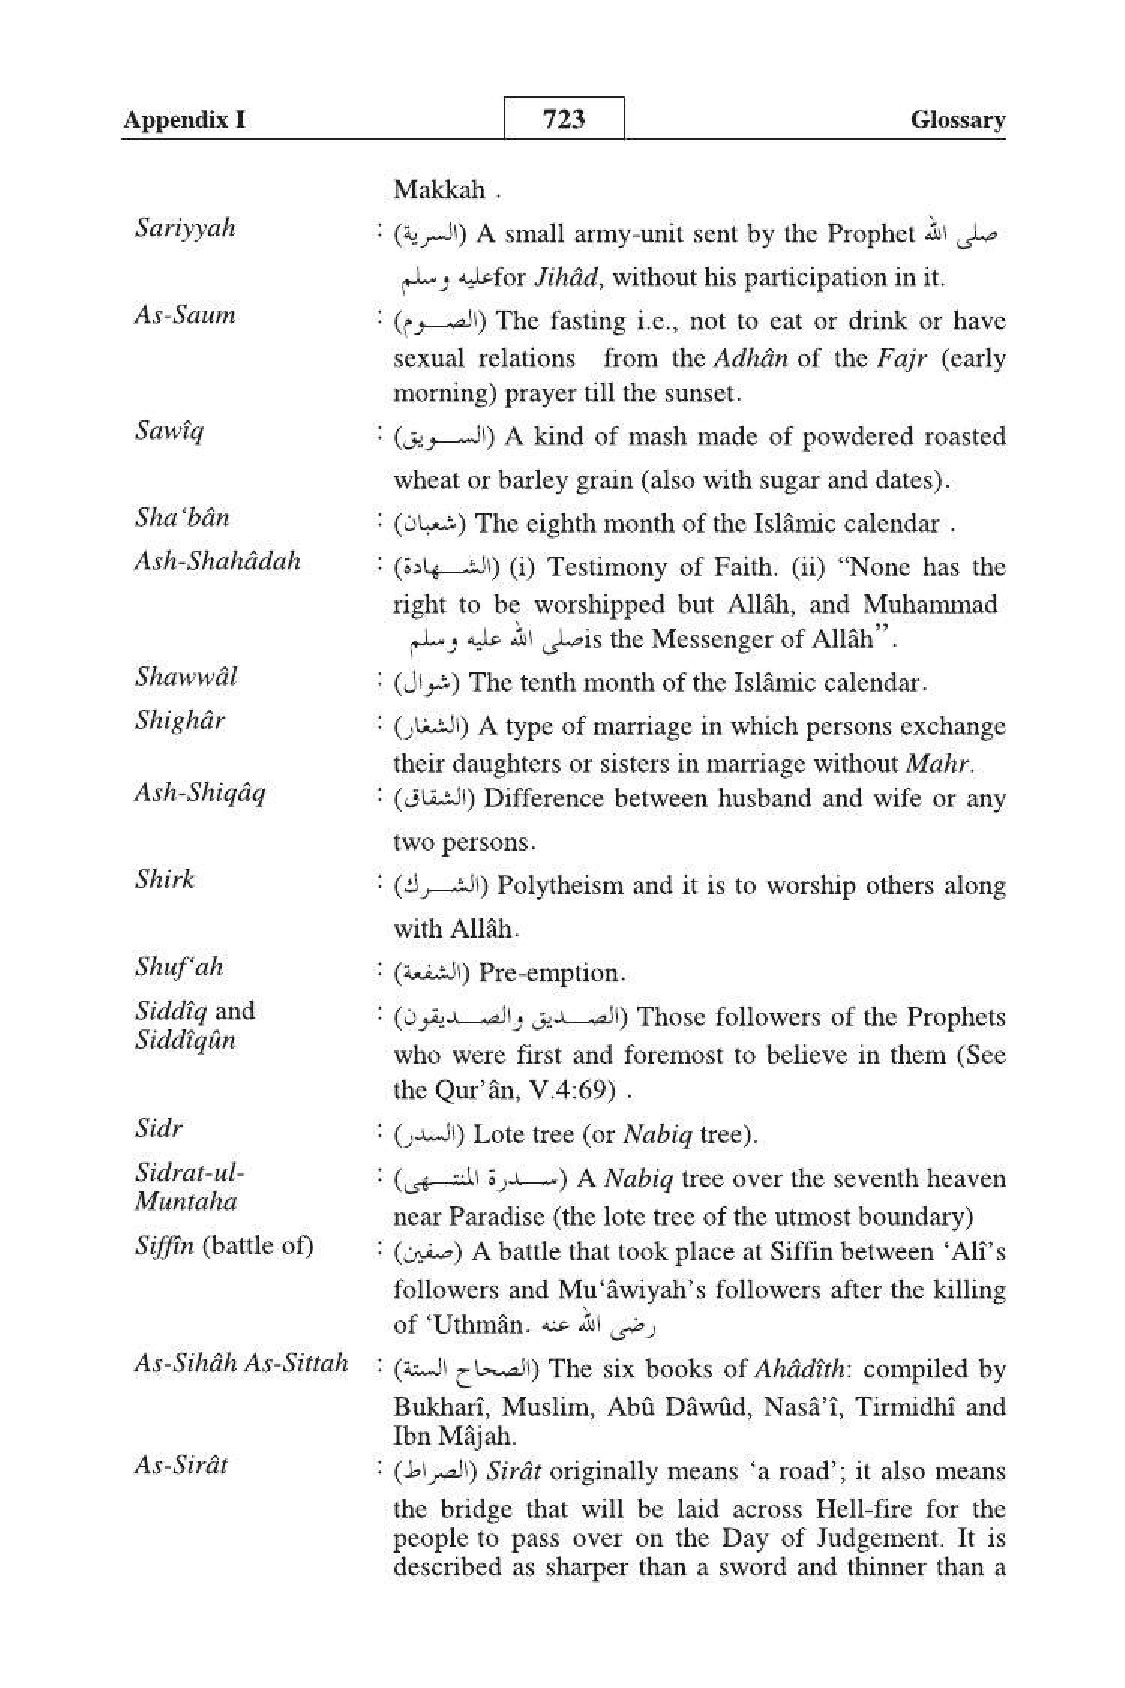 Appendix I 723 Glossary
Makkah .
Sariyyah : (السرية) A small army-unit sent by the Prophet صلى الله
عليه وسلم for Jihâd, without his participation in it.
As-Saum : (الصوم) The fasting i.e., not to eat or drink or have
sexual relations from the Adhân of the Fajr (early
morning) prayer till the sunset.
Sawîq : (السويق) A kind of mash made of powdered roasted
wheat or barley grain (also with sugar and dates).
Sha‘bân : (شعبان) The eighth month of the Islâmic calendar .
Ash-Shahâdah : (الشهادة) (i) Testimony of Faith. (ii) “None has the
right to be worshipped but Allâh, and Muhammad
صلى الله عليه وسلم is the Messenger of Allâh”.
Shawwâl : (شوال) The tenth month of the Islâmic calendar.
Shighâr : (الشغار) A type of marriage in which persons exchange
their daughters or sisters in marriage without Mahr.
Ash-Shiqâq : (الشقاق) Difference between husband and wife or any
two persons.
Shirk : (الشرك) Polytheism and it is to worship others along
with Allâh.
Shuf‘ah : (الشفعة) Pre-emption.
Siddîq and : (الصديق والصديقون) Those followers of the Prophets
Siddîqûn
who were first and foremost to believe in them (See
the Qur’ân, V.4:69) .
Sidr : (السدر) Lote tree (or Nabiq tree).
Sidrat-ul- : (سدرة المنتهى) A Nabiq tree over the seventh heaven
Muntaha
near Paradise (the lote tree of the utmost boundary)
Siffîn (battle of) : (صفين) A battle that took place at Siffin between ‘Alî’s
followers and Mu‘âwiyah’s followers after the killing
of ‘Uthmân. رضى الله عنه
As-Sihâh As-Sittah : (الصحاح الستة) The six books of Ahâdîth: compiled by
Bukharî, Muslim, Abû Dâwûd, Nasâ’î, Tirmidhî and
Ibn Mâjah.
As-Sirât : (الصراط) Sirât originally means ‘a road’; it also means
the bridge that will be laid across Hell-fire for the
people to pass over on the Day of Judgement. It is
described as sharper than a sword and thinner than a